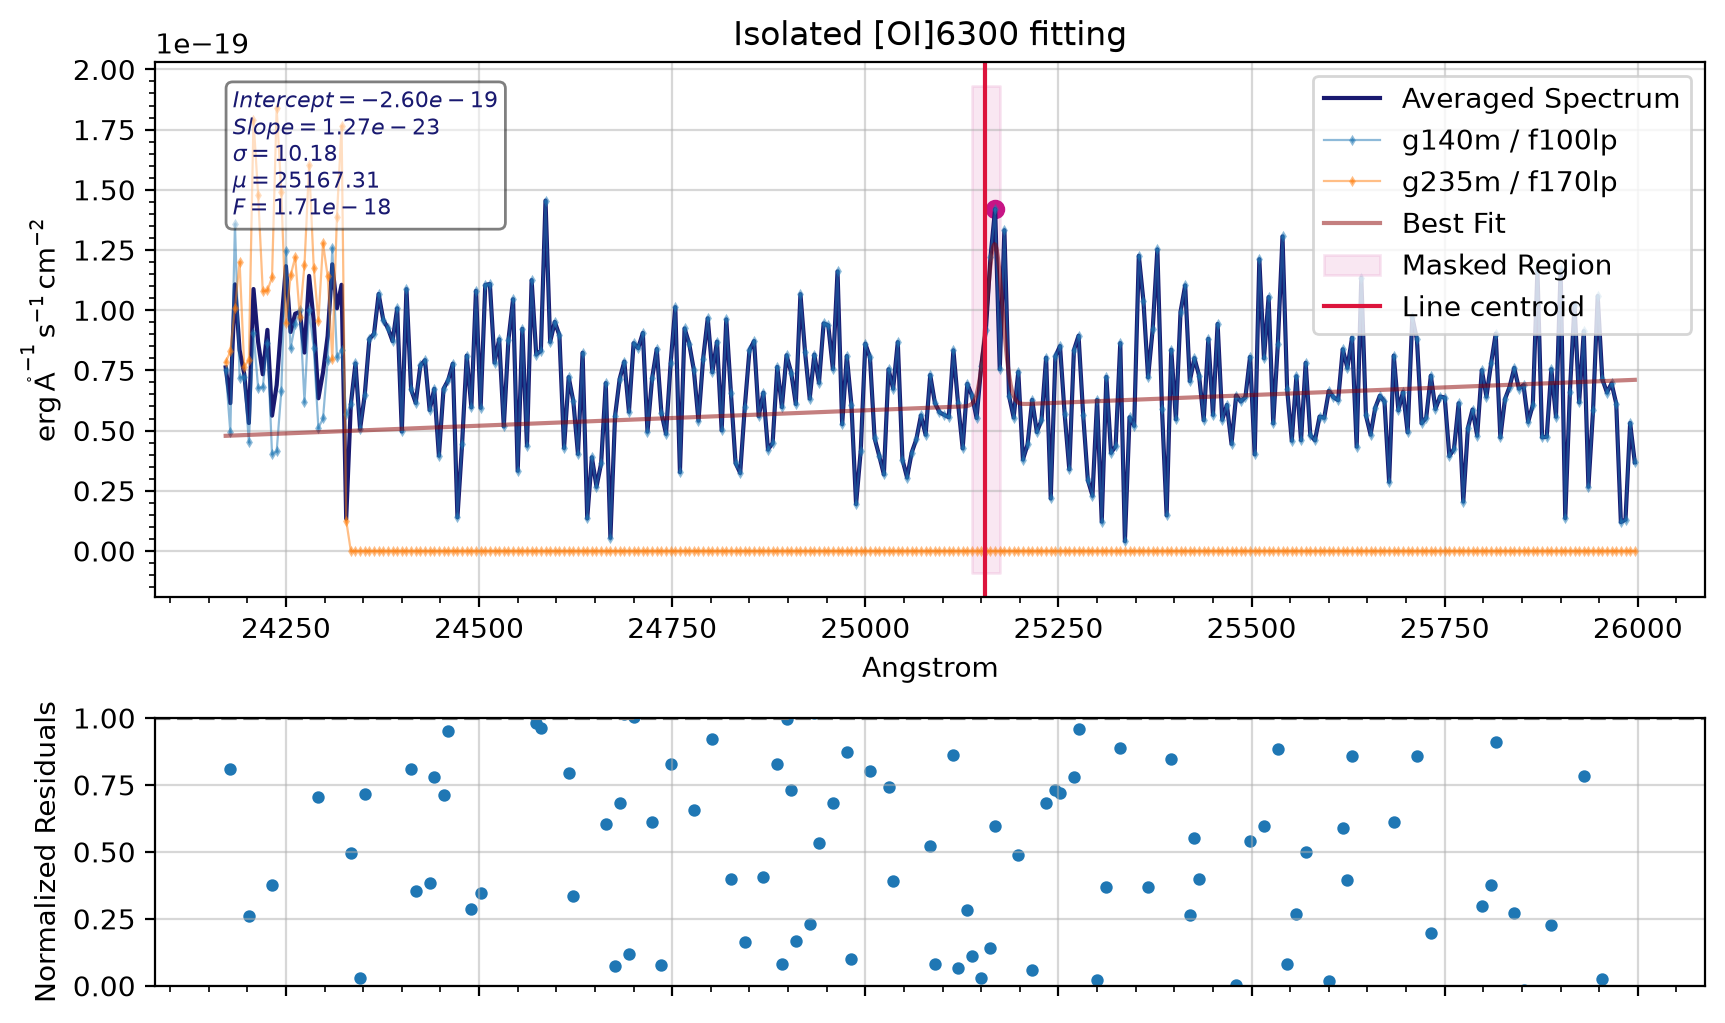 Isolated [OI]6300 fitting
1e−19
2.00
1.75
1.50
1.25
1.00
0.75
0.50
0.25
0.00
erg Å⁻¹ s⁻¹ cm⁻²
Intercept = −2.60e − 19
Slope = 1.27e − 23
σ = 10.18
μ = 25167.31
F = 1.71e − 18
Averaged Spectrum
g140m / f100lp
g235m / f170lp
Best Fit
Masked Region
Line centroid
24250 24500 24750 25000 25250 25500 25750 26000
Angstrom
1.00
0.75
0.50
0.25
0.00
Normalized Residuals